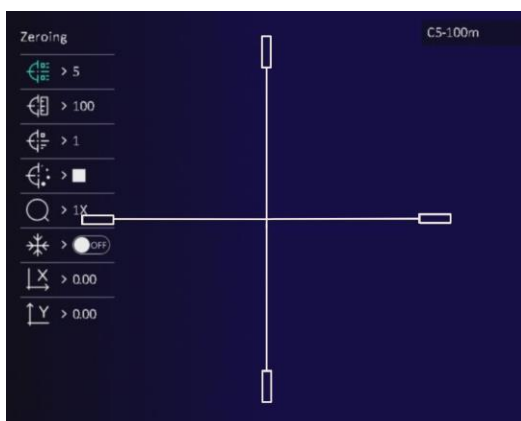 Zeroing
C5-100m
> 5
> 100
> 1
>
> 1X
> OFF
X > 0.00
Y > 0.00